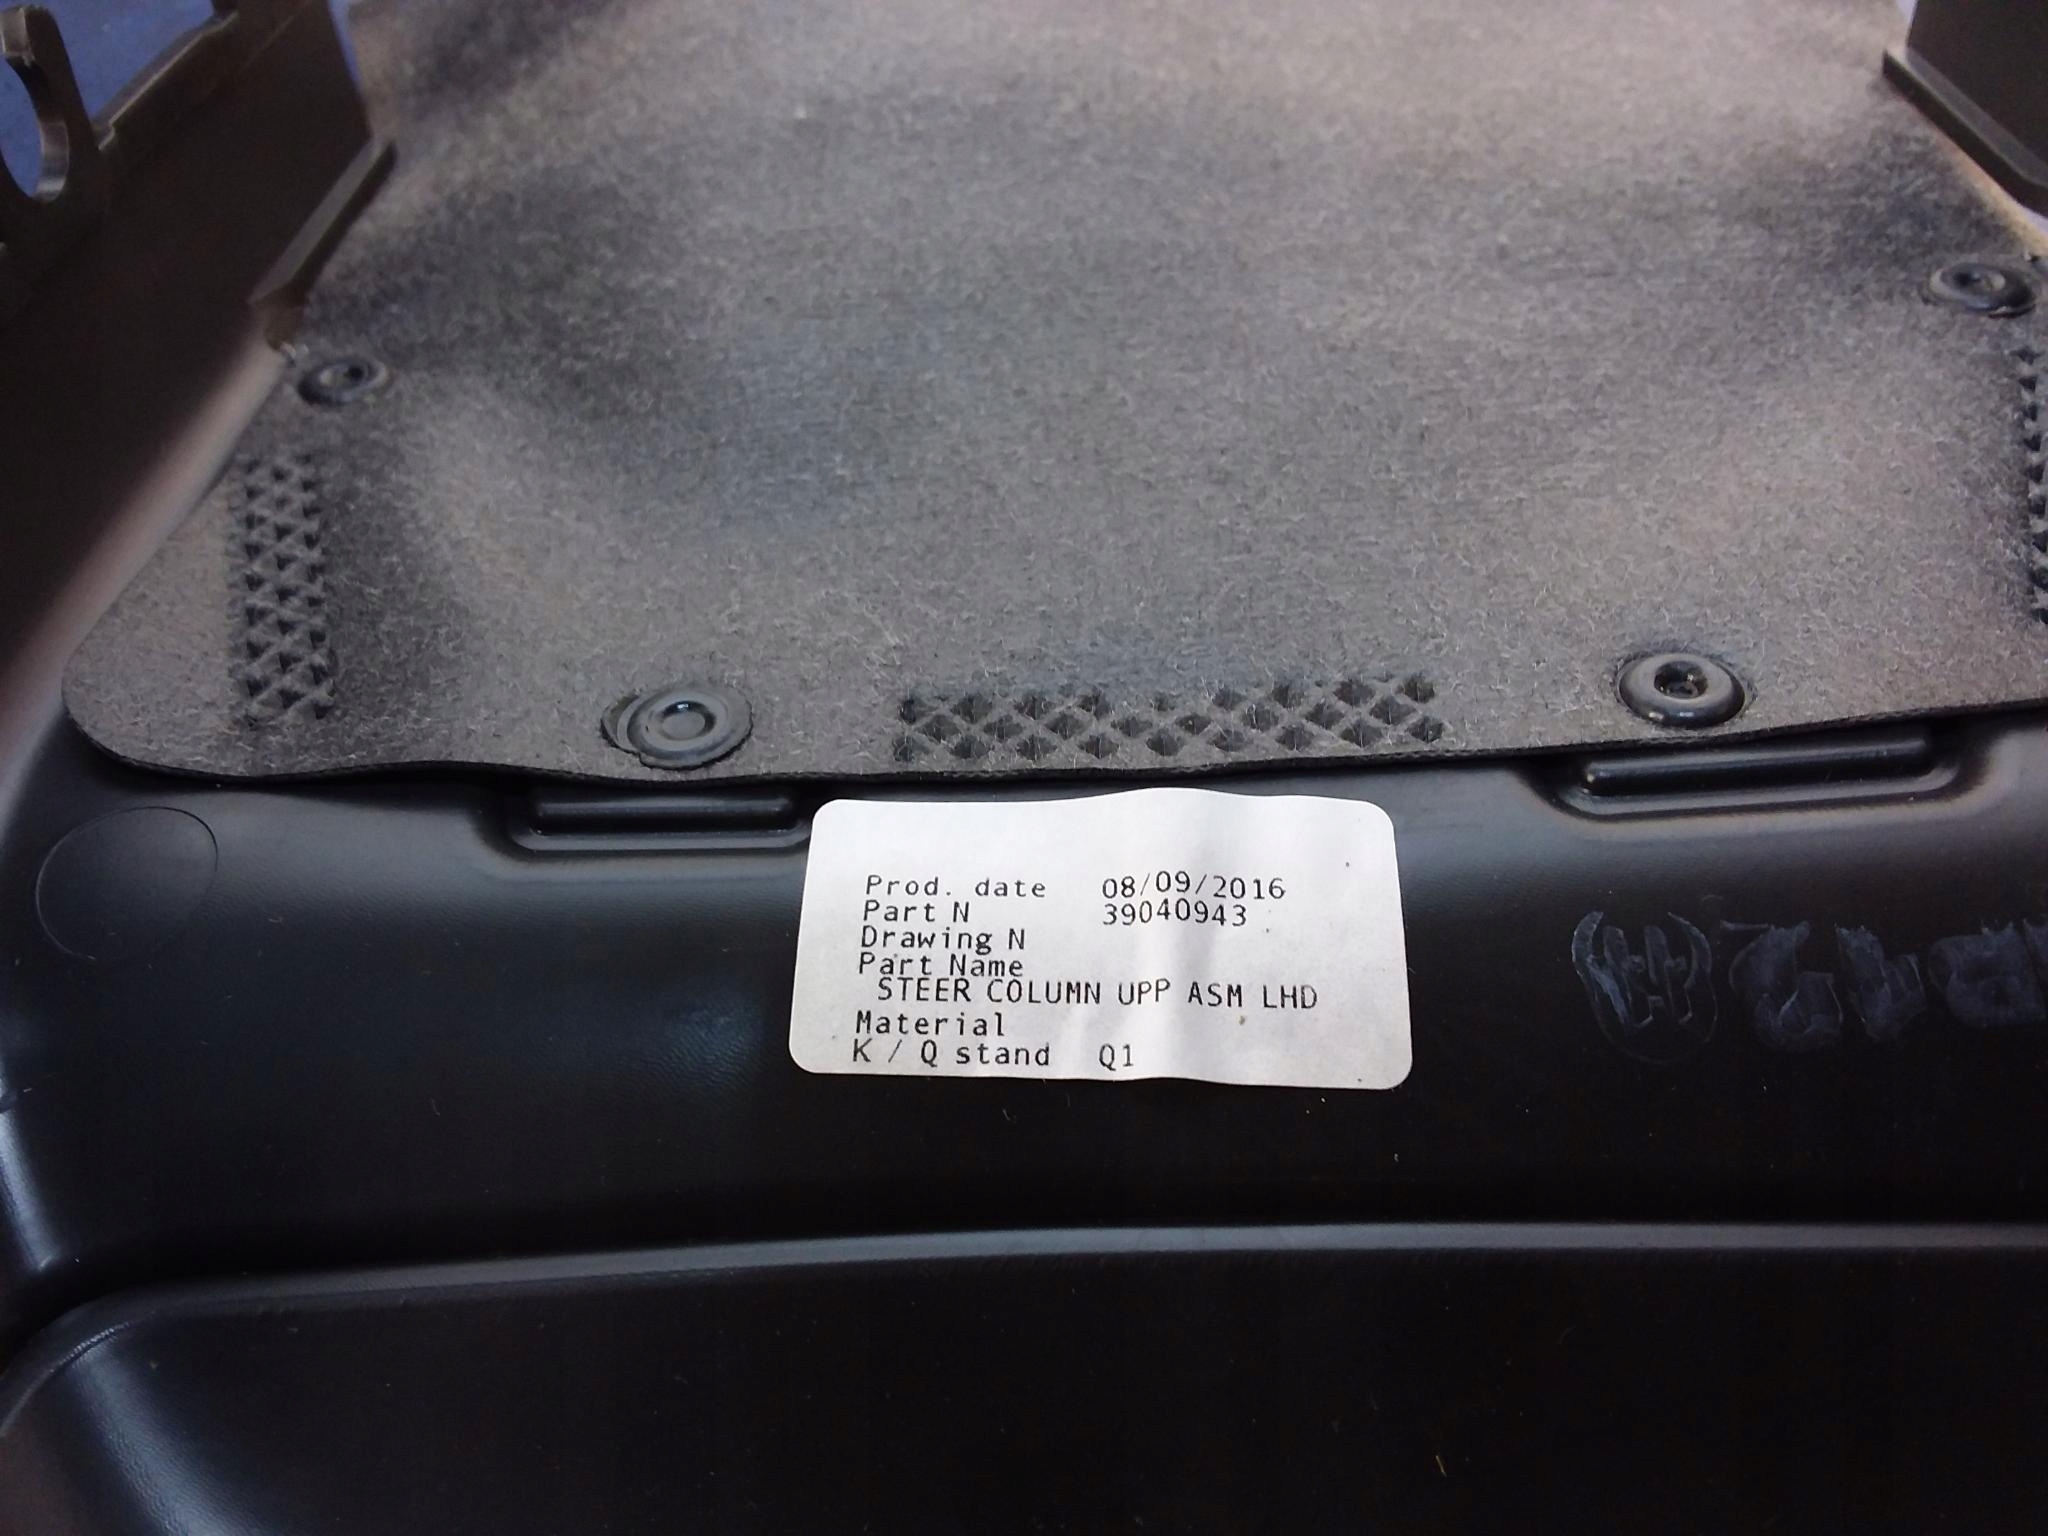 Prod. date 08/09/2016
Part N 39040943
Drawing N
Part Name
STEER COLUMN UPP ASM LHD
Material
K / Q stand Q1